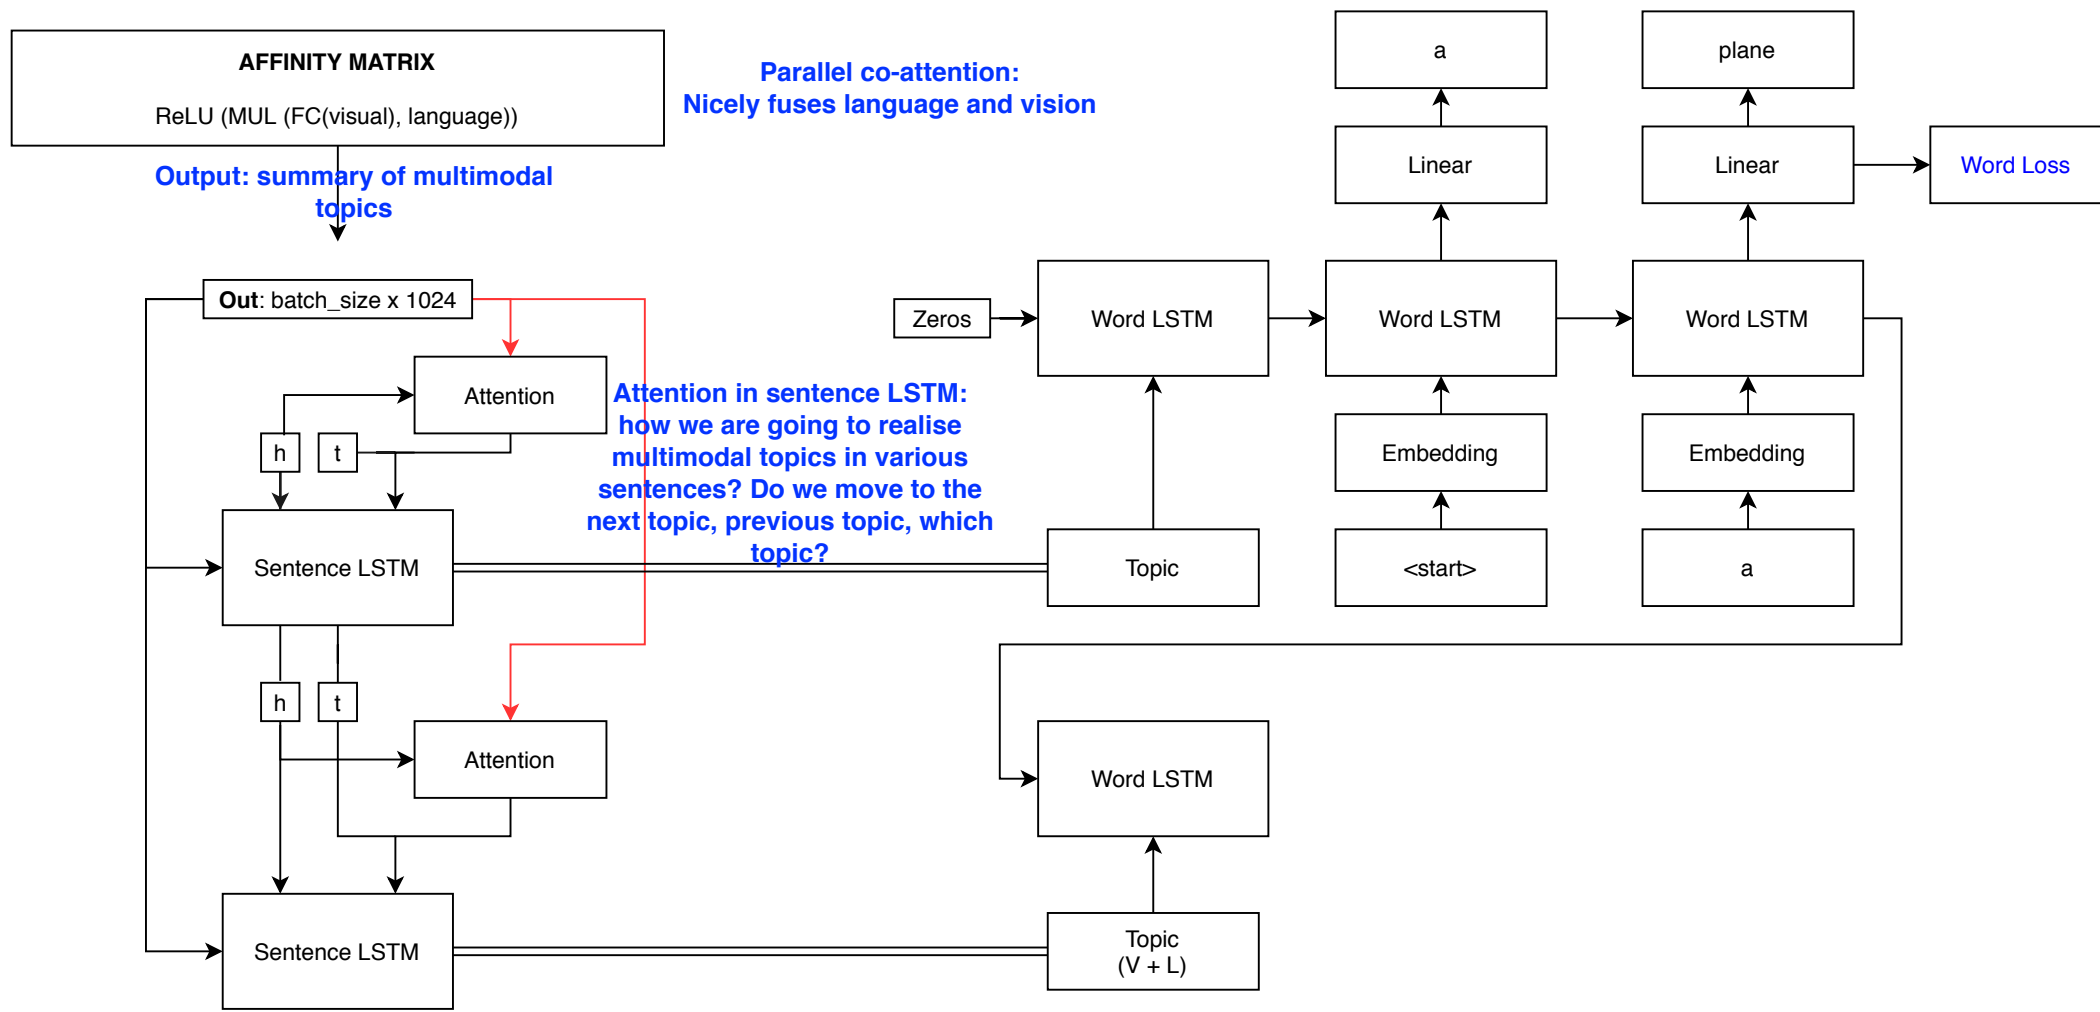 AFFINITY MATRIX
ReLU (MUL (FC(visual), language))
Parallel co-attention:
Nicely fuses language and vision
Output: summary of multimodal
topics
Out: batch_size x 1024
Attention
h
t
Sentence LSTM
Attention in sentence LSTM:
how we are going to realise
multimodal topics in various
sentences? Do we move to the
next topic, previous topic, which
topic?
h
t
Attention
Sentence LSTM
a
plane
Linear
Linear
Word Loss
Zeros
Word LSTM
Word LSTM
Word LSTM
Embedding
Embedding
Topic
<start>
a
Word LSTM
Topic
(V + L)